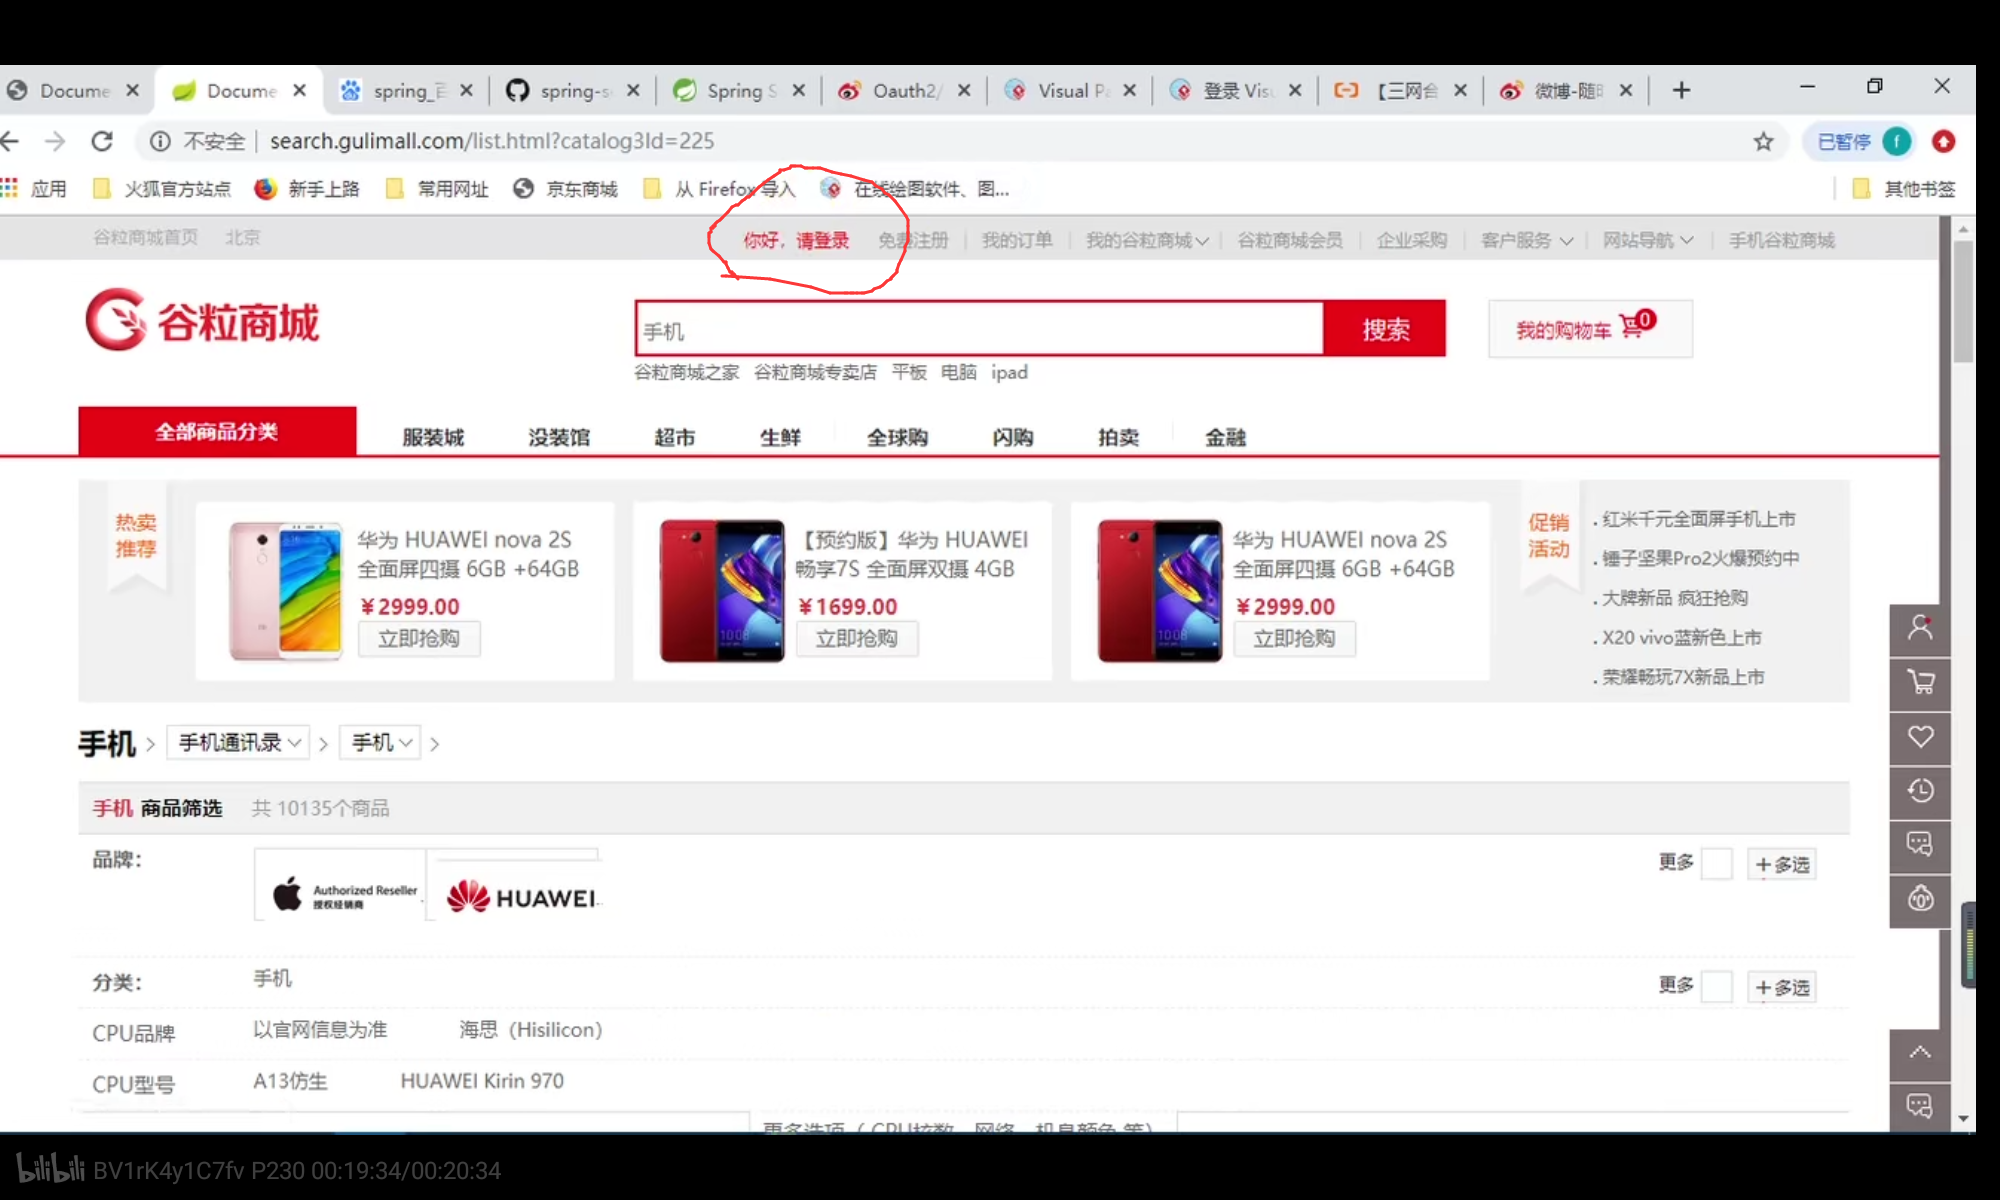 Docume Docume spring_百 spring-s Spring S Oauth2/ Visual Pa 登录 Visu 【三网合 微博-随时
不安全 search.gulimall.com/list.html?catalog3Id=225 已暂停 f
应用 火狐官方站点 新手上路 常用网址 京东商城 从 Firefox 导入 在线绘图软件、图... 其他书签
谷粒商城首页 北京 你好，请登录 免费注册 我的订单 我的谷粒商城 谷粒商城会员 企业采购 客户服务 网站导航 手机谷粒商城
谷粒商城
手机 搜索 我的购物车 0
谷粒商城之家 谷粒商城专卖店 平板 电脑 ipad
全部商品分类 服装城 没装馆 超市 生鲜 全球购 闪购 拍卖 金融
热卖
推荐
华为 HUAWEI nova 2S
全面屏四摄 6GB +64GB
￥2999.00
立即抢购
【预约版】华为 HUAWEI
畅享7S 全面屏双摄 4GB
￥1699.00
立即抢购
华为 HUAWEI nova 2S
全面屏四摄 6GB +64GB
￥2999.00
立即抢购
促销
活动
. 红米千元全面屏手机上市
. 锤子坚果Pro2火爆预约中
. 大牌新品 疯狂抢购
. X20 vivo蓝新色上市
. 荣耀畅玩7X新品上市
手机 > 手机通讯录 > 手机 >
手机 商品筛选 共 10135个商品
品牌： Authorized Reseller 授权经销商 HUAWEI 更多 +多选
分类： 手机 更多 +多选
CPU品牌 以官网信息为准 海思（Hisilicon）
CPU型号 A13仿生 HUAWEI Kirin 970
更多选项（ CPU核数、网络、机身颜色 等）
bilibili BV1rK4y1C7fv P230 00:19:34/00:20:34